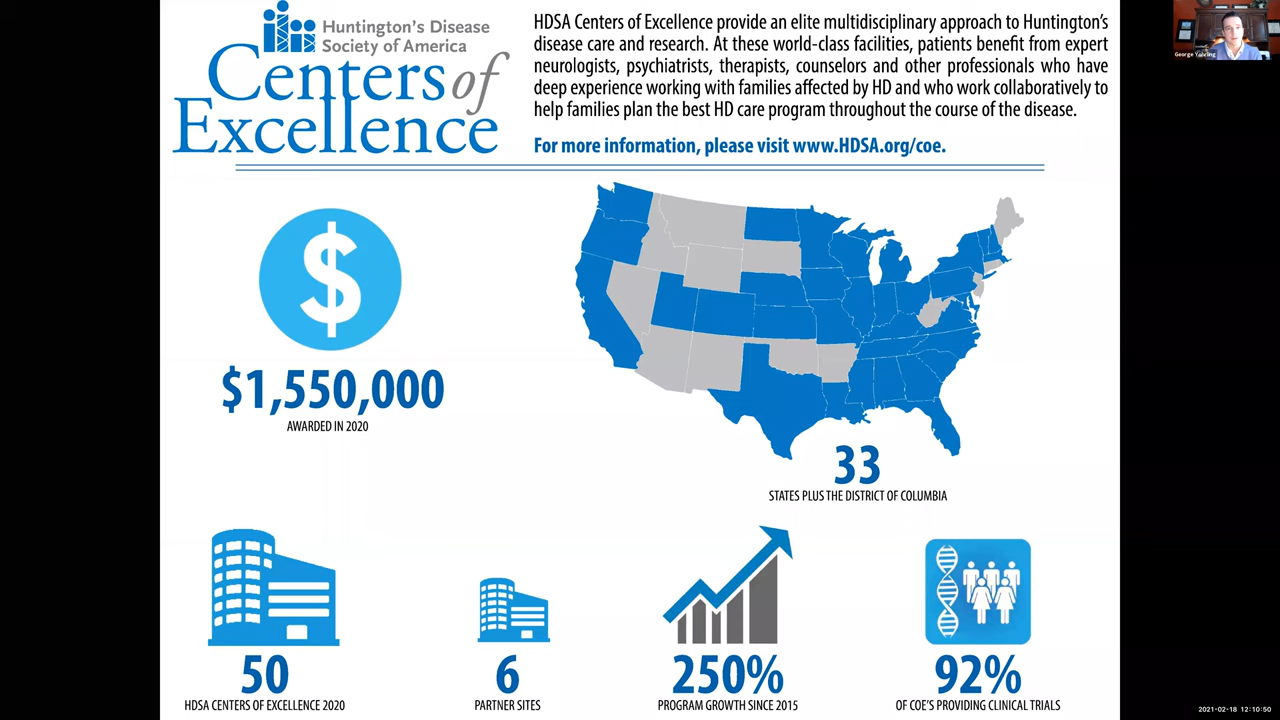 Huntington's Disease
Society of America
Centers of
Excellence
HDSA Centers of Excellence provide an elite multidisciplinary approach to Huntington's
disease care and research. At these world-class facilities, patients benefit from expert
neurologists, psychiatrists, therapists, counselors and other professionals who have
deep experience working with families affected by HD and who work collaboratively to
help families plan the best HD care program throughout the course of the disease.
For more information, please visit www.HDSA.org/coe.
George Yohrling
$
$1,550,000
AWARDED IN 2020
33
STATES PLUS THE DISTRICT OF COLUMBIA
50
HDSA CENTERS OF EXCELLENCE 2020
6
PARTNER SITES
250%
PROGRAM GROWTH SINCE 2015
92%
OF COE'S PROVIDING CLINICAL TRIALS
2021-02-18 12:10:50